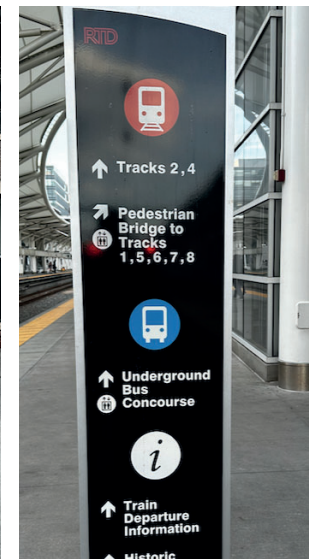 RTD
Tracks 2,4
Pedestrian
Bridge to
Tracks
1,5,6,7,8
Underground
Bus
Concourse
i
Train
Departure
Information
Historic